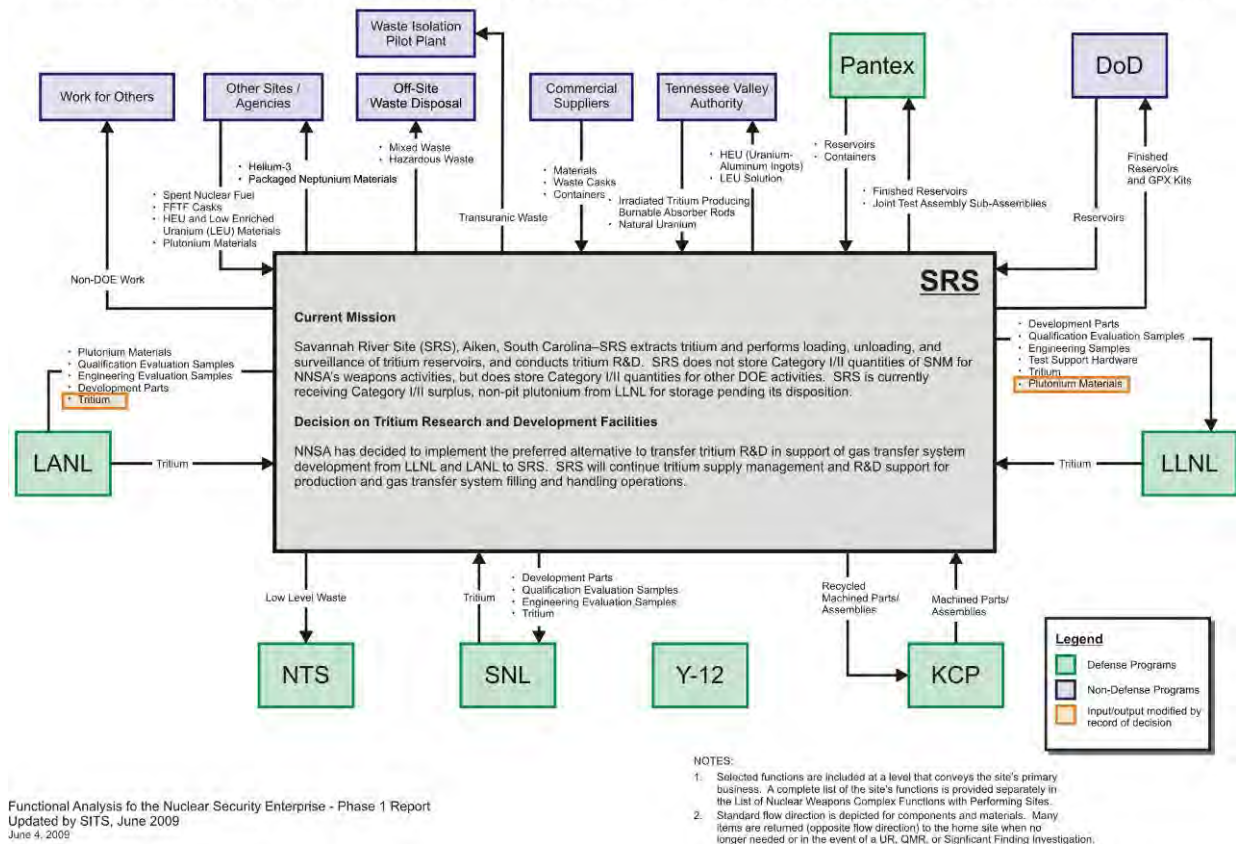 Waste Isolation
Pilot Plant
Work for Others
Other Sites /
Agencies
Off-Site
Waste Disposal
Commercial
Suppliers
Tennessee Valley
Authority
Pantex
DoD
· Helium-3
· Packaged Neptunium Materials
· Mixed Waste
· Hazardous Waste
· Materials
· Waste Casks
· Containers
· HEU (Uranium-
Aluminum Ingots)
· LEU Solution
· Reservoirs
· Containers
Finished
Reservoirs
and GPX Kits
· Spent Nuclear Fuel
· FFTF Casks
· HEU and Low Enriched
Uranium (LEU) Materials
· Plutonium Materials
Transuranic Waste
· Irradiated Tritium Producing
Burnable Absorber Rods
· Natural Uranium
· Finished Reservoirs
· Joint Test Assembly Sub-Assemblies
Reservoirs
Non-DOE Work
SRS
Current Mission
Savannah River Site (SRS), Aiken, South Carolina–SRS extracts tritium and performs loading, unloading, and
surveillance of tritium reservoirs, and conducts tritium R&D. SRS does not store Category I/II quantities of SNM for
NNSA's weapons activities, but does store Category I/II quantities for other DOE activities. SRS is currently
receiving Category I/II surplus, non-pit plutonium from LLNL for storage pending its disposition.
Decision on Tritium Research and Development Facilities
NNSA has decided to implement the preferred alternative to transfer tritium R&D in support of gas transfer system
development from LLNL and LANL to SRS. SRS will continue tritium supply management and R&D support for
production and gas transfer system filling and handling operations.
· Plutonium Materials
· Qualification Evaluation Samples
· Engineering Evaluation Samples
· Development Parts
· Tritium
LANL
Tritium
· Development Parts
· Qualification Evaluation Samples
· Engineering Samples
· Test Support Hardware
· Tritium
· Plutonium Materials
Tritium
LLNL
Low Level Waste
Tritium
· Development Parts
· Qualification Evaluation Samples
· Engineering Evaluation Samples
· Tritium
Recycled
Machined Parts/
Assemblies
Machined Parts/
Assemblies
NTS
SNL
Y-12
KCP
Legend
Defense Programs
Non-Defense Programs
Input/output modified by
record of decision
NOTES:
1. Selected functions are included at a level that conveys the site's primary
business. A complete list of the site's functions is provided separately in
the List of Nuclear Weapons Complex Functions with Performing Sites.
2. Standard flow direction is depicted for components and materials. Many
items are returned (opposite flow direction) to the home site when no
longer needed or in the event of a UR, QMR, or Signficant Finding Investigation.
Functional Analysis fo the Nuclear Security Enterprise - Phase 1 Report
Updated by SITS, June 2009
June 4, 2009